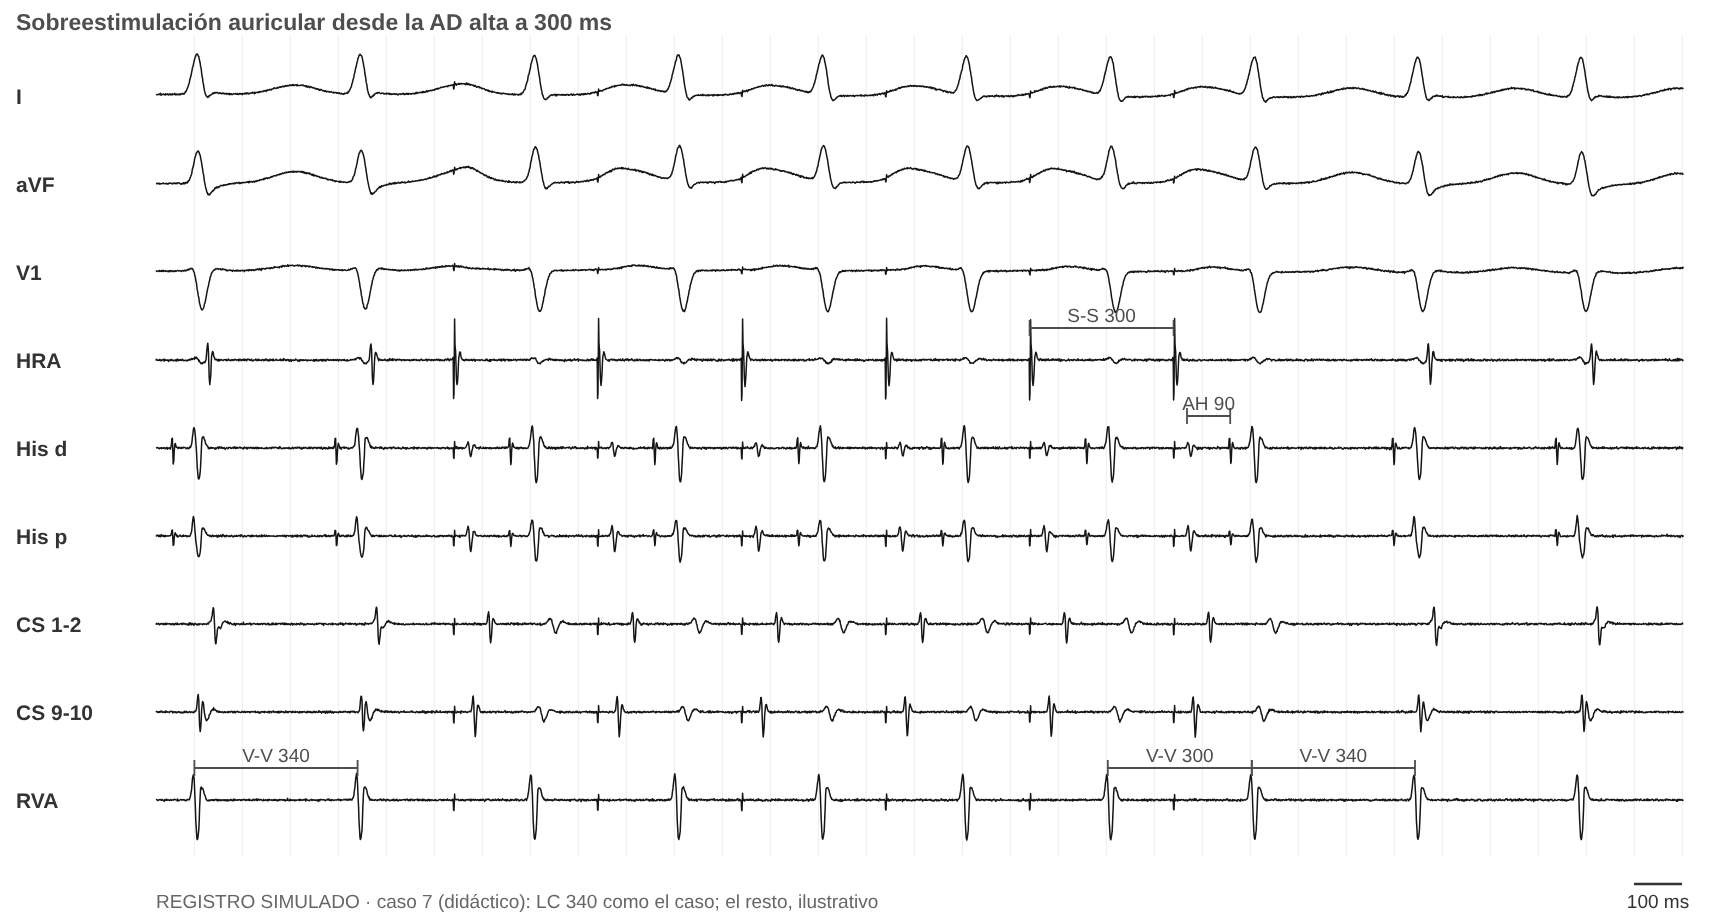 Sobreestimulación auricular desde la AD alta a 300 ms
I
aVF
V1
S-S 300
HRA
AH 90
His d
His p
CS 1-2
CS 9-10
V-V 340
V-V 300
V-V 340
RVA
REGISTRO SIMULADO · caso 7 (didáctico): LC 340 como el caso; el resto, ilustrativo
100 ms